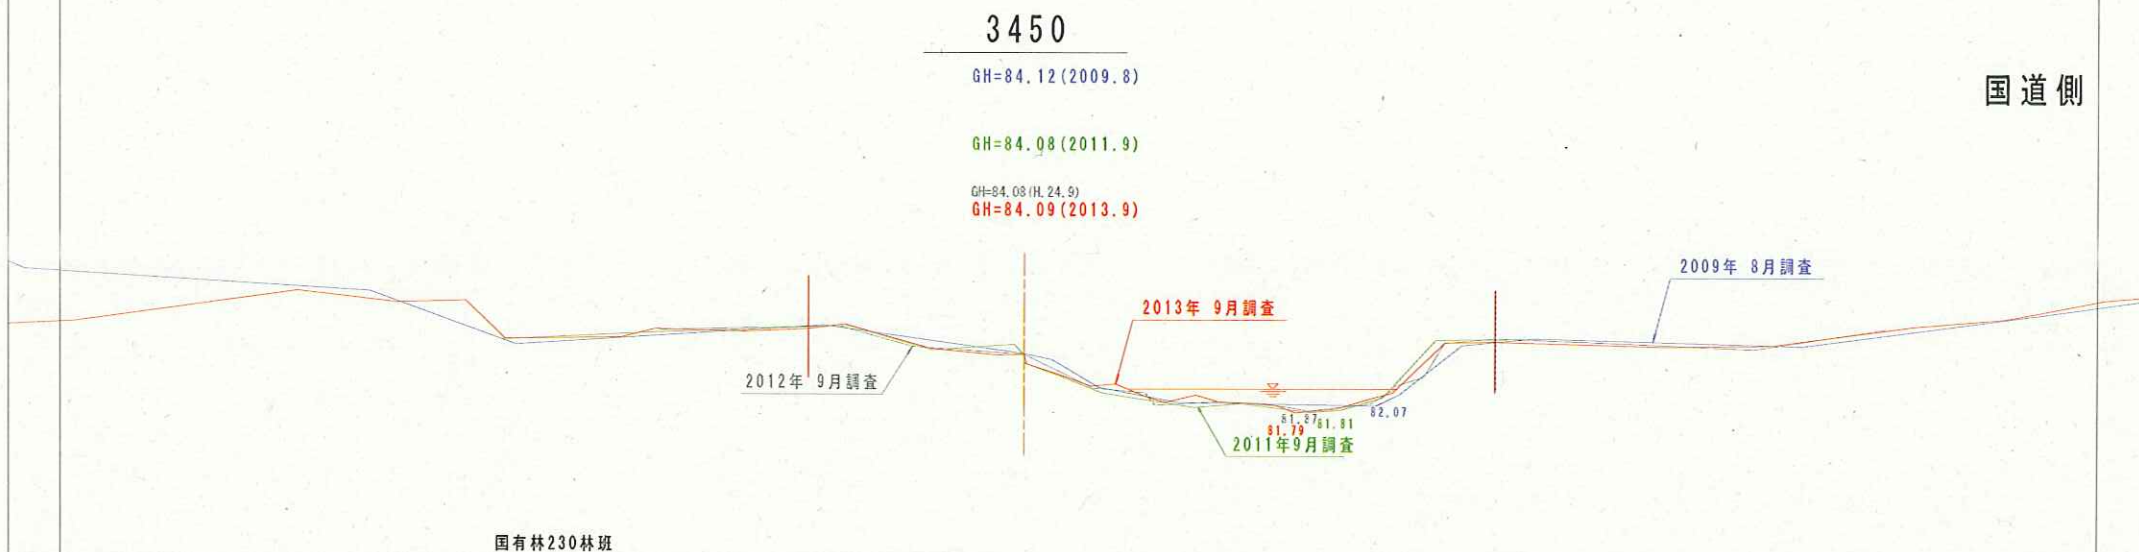 3450
GH=84.12(2009.8)
国道側
GH=84.08(2011.9)
GH=84.08(H.24.9)
GH=84.09(2013.9)
2009年 8月調査
2013年 9月調査
2012年 9月調査
82.07
81.81
81.79
2011年9月調査
国有林230林班